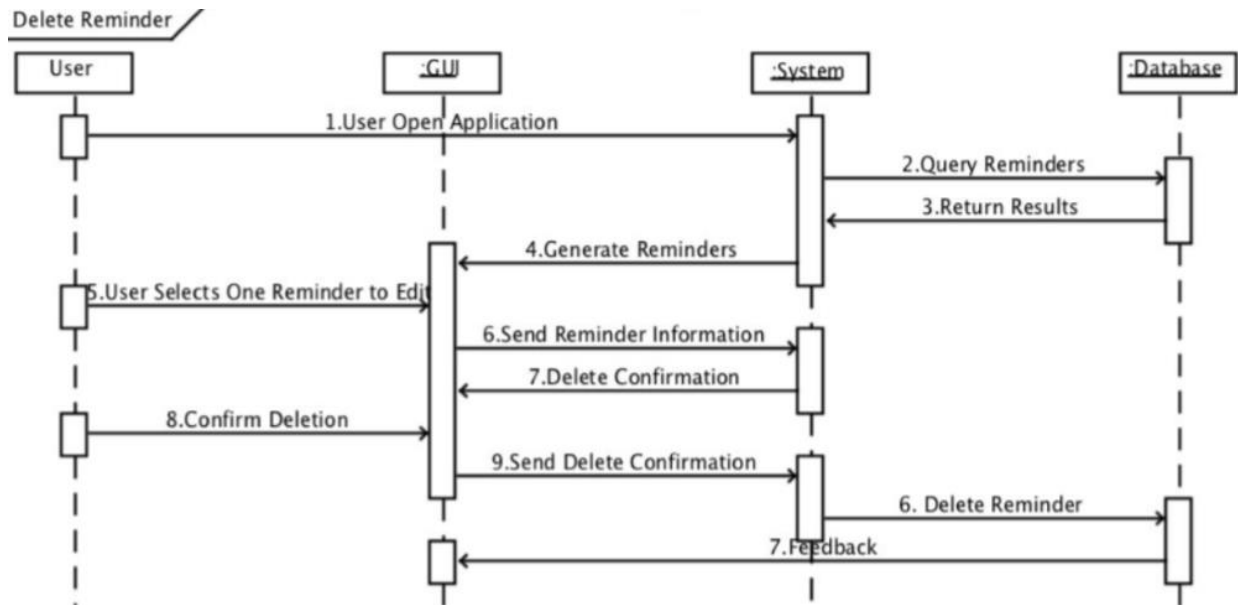 Delete Reminder
User
:GUI
:System
:Database
1.User Open Application
2.Query Reminders
3.Return Results
4.Generate Reminders
5.User Selects One Reminder to Edit
6.Send Reminder Information
7.Delete Confirmation
8.Confirm Deletion
9.Send Delete Confirmation
6. Delete Reminder
7.Feedback